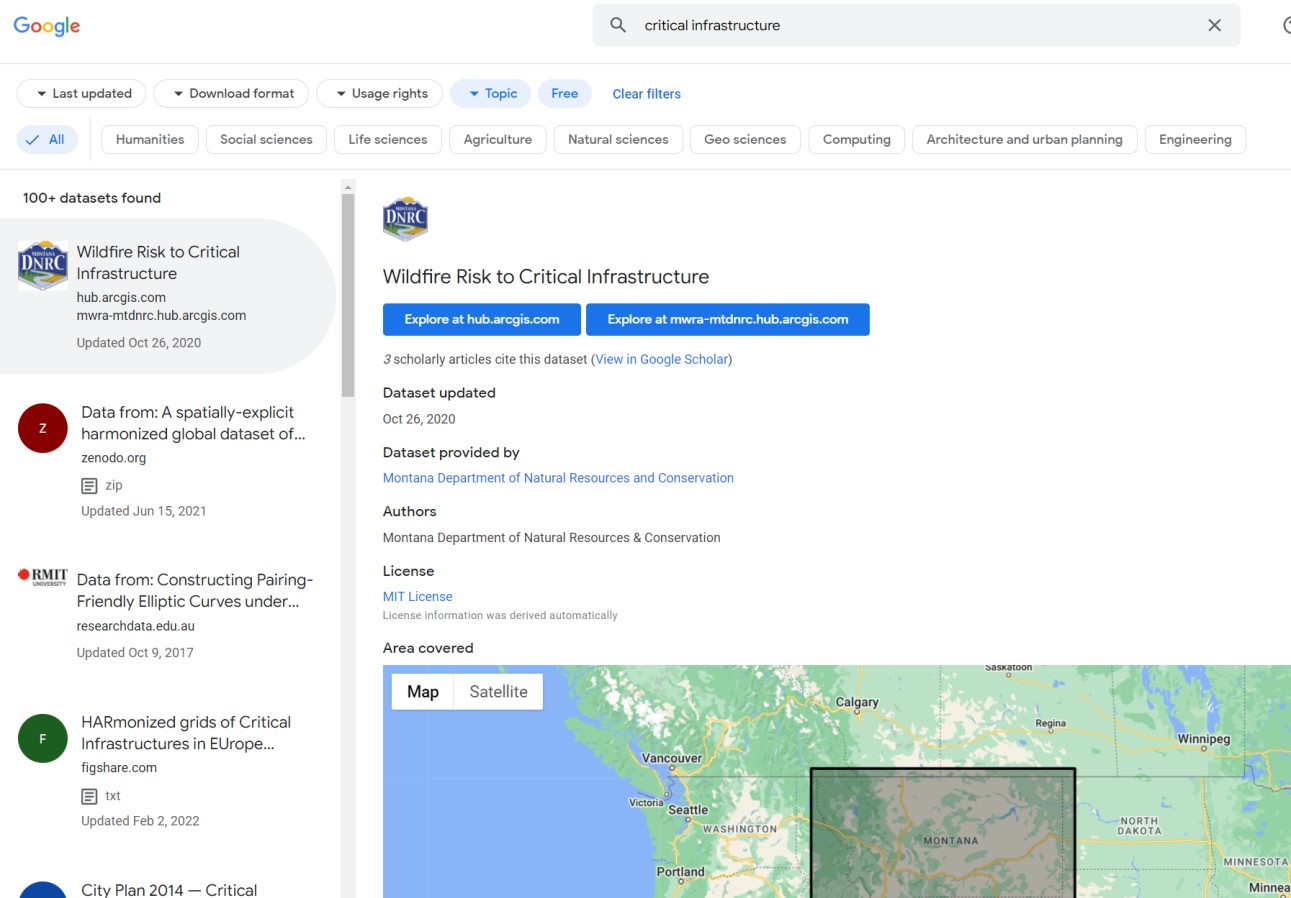 Google
critical infrastructure
Last updated
Download format
Usage rights
Topic
Free
Clear filters
All
Humanities
Social sciences
Life sciences
Agriculture
Natural sciences
Geo sciences
Computing
Architecture and urban planning
Engineering
100+ datasets found
MONTANA
DNRC
Wildfire Risk to Critical
Infrastructure
hub.arcgis.com
mwra-mtdnrc.hub.arcgis.com
Updated Oct 26, 2020
Z
Data from: A spatially-explicit
harmonized global dataset of...
zenodo.org
zip
Updated Jun 15, 2021
RMIT
UNIVERSITY
Data from: Constructing Pairing-
Friendly Elliptic Curves under...
researchdata.edu.au
Updated Oct 9, 2017
F
HARmonized grids of Critical
Infrastructures in EUrope...
figshare.com
txt
Updated Feb 2, 2022
City Plan 2014 — Critical
MONTANA
DNRC
Wildfire Risk to Critical Infrastructure
Explore at hub.arcgis.com
Explore at mwra-mtdnrc.hub.arcgis.com
3 scholarly articles cite this dataset (View in Google Scholar)
Dataset updated
Oct 26, 2020
Dataset provided by
Montana Department of Natural Resources and Conservation
Authors
Montana Department of Natural Resources & Conservation
License
MIT License
License information was derived automatically
Area covered
Map
Satellite
Saskatoon
Calgary
Regina
Winnipeg
Vancouver
Victoria
Seattle
WASHINGTON
MONTANA
NORTH
DAKOTA
MINNESOTA
Portland
Minnea